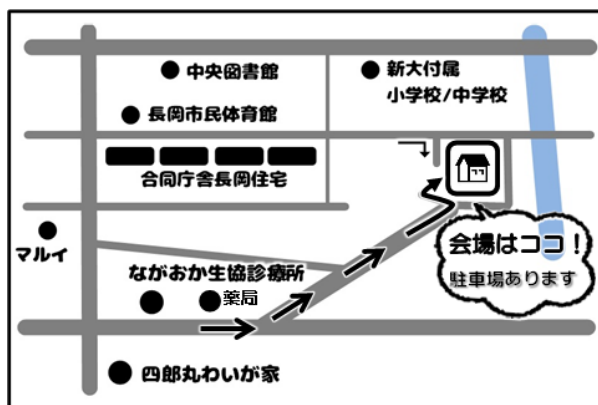 中央図書館
新大付属
小学校/中学校
長岡市民体育館
合同庁舎長岡住宅
マルイ
会場はココ!
駐車場あります
ながおか生協診療所
薬局
四郎丸わいが家